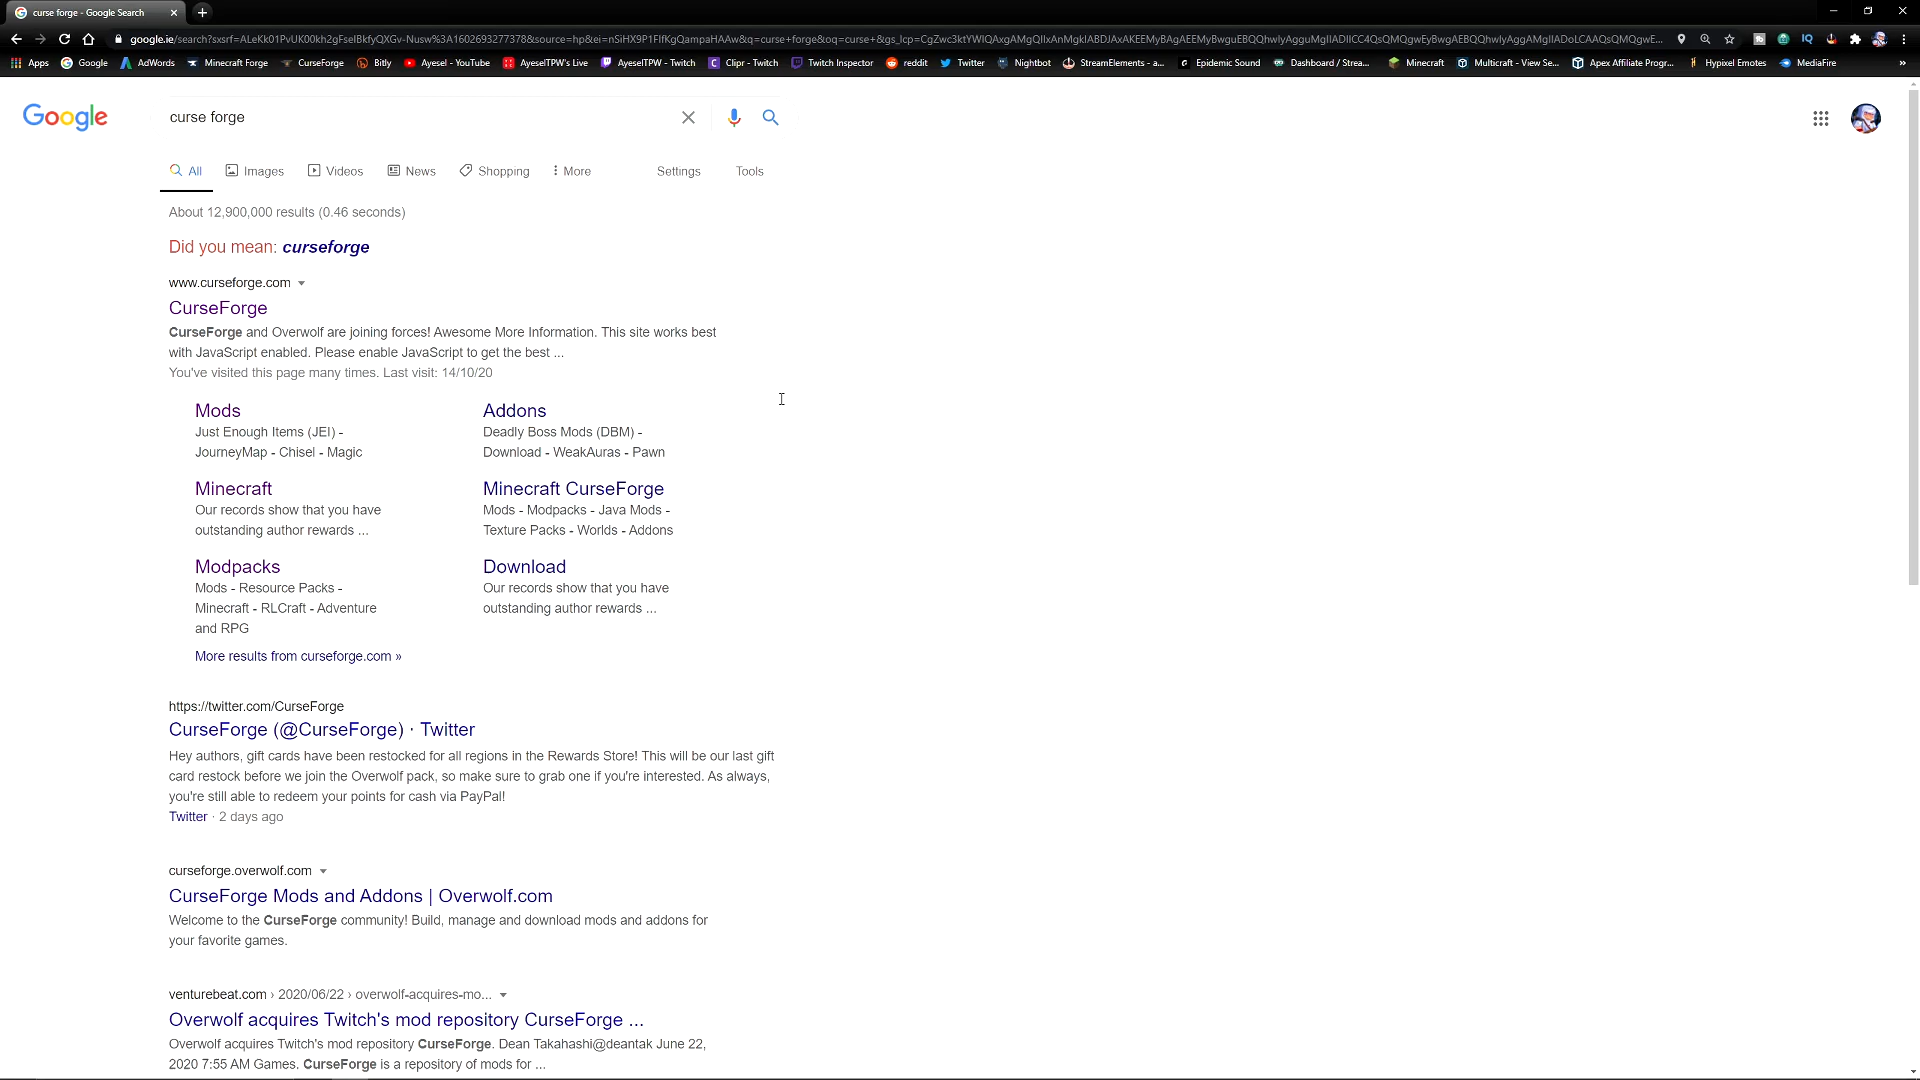 curse forge - Google Search
google.ie/search?
Apps Google AdWords Minecraft Forge CurseForge Bitly Ayesel - YouTube AyeselTPW's Live AyeselTPW - Twitch Clipr - Twitch Twitch Inspector reddit Twitter Nightbot StreamElements - a... Epidemic Sound Dashboard / Strea... Minecraft Multicraft - View Se... Apex Affiliate Progr... Hypixel Emotes MediaFire »
Google
curse forge
All Images Videos News Shopping More Settings Tools
About 12,900,000 results (0.46 seconds)
Did you mean: curseforge
www.curseforge.com
CurseForge
CurseForge and Overwolf are joining forces! Awesome More Information. This site works best
with JavaScript enabled. Please enable JavaScript to get the best ...
You've visited this page many times. Last visit: 14/10/20
Mods
Just Enough Items (JEI) -
JourneyMap - Chisel - Magic
Addons
Deadly Boss Mods (DBM) -
Download - WeakAuras - Pawn
Minecraft
Our records show that you have
outstanding author rewards ...
Minecraft CurseForge
Mods - Modpacks - Java Mods -
Texture Packs - Worlds - Addons
Modpacks
Mods - Resource Packs -
Minecraft - RLCraft - Adventure
and RPG
Download
Our records show that you have
outstanding author rewards ...
More results from curseforge.com »
https://twitter.com/CurseForge
CurseForge (@CurseForge) · Twitter
Hey authors, gift cards have been restocked for all regions in the Rewards Store! This will be our last gift
card restock before we join the Overwolf pack, so make sure to grab one if you're interested. As always,
you're still able to redeem your points for cash via PayPal!
Twitter · 2 days ago
curseforge.overwolf.com
CurseForge Mods and Addons | Overwolf.com
Welcome to the CurseForge community! Build, manage and download mods and addons for
your favorite games.
venturebeat.com › 2020/06/22 › overwolf-acquires-mo...
Overwolf acquires Twitch's mod repository CurseForge ...
Overwolf acquires Twitch's mod repository CurseForge. Dean Takahashi@deantak June 22,
2020 7:55 AM Games. CurseForge is a repository of mods for ...